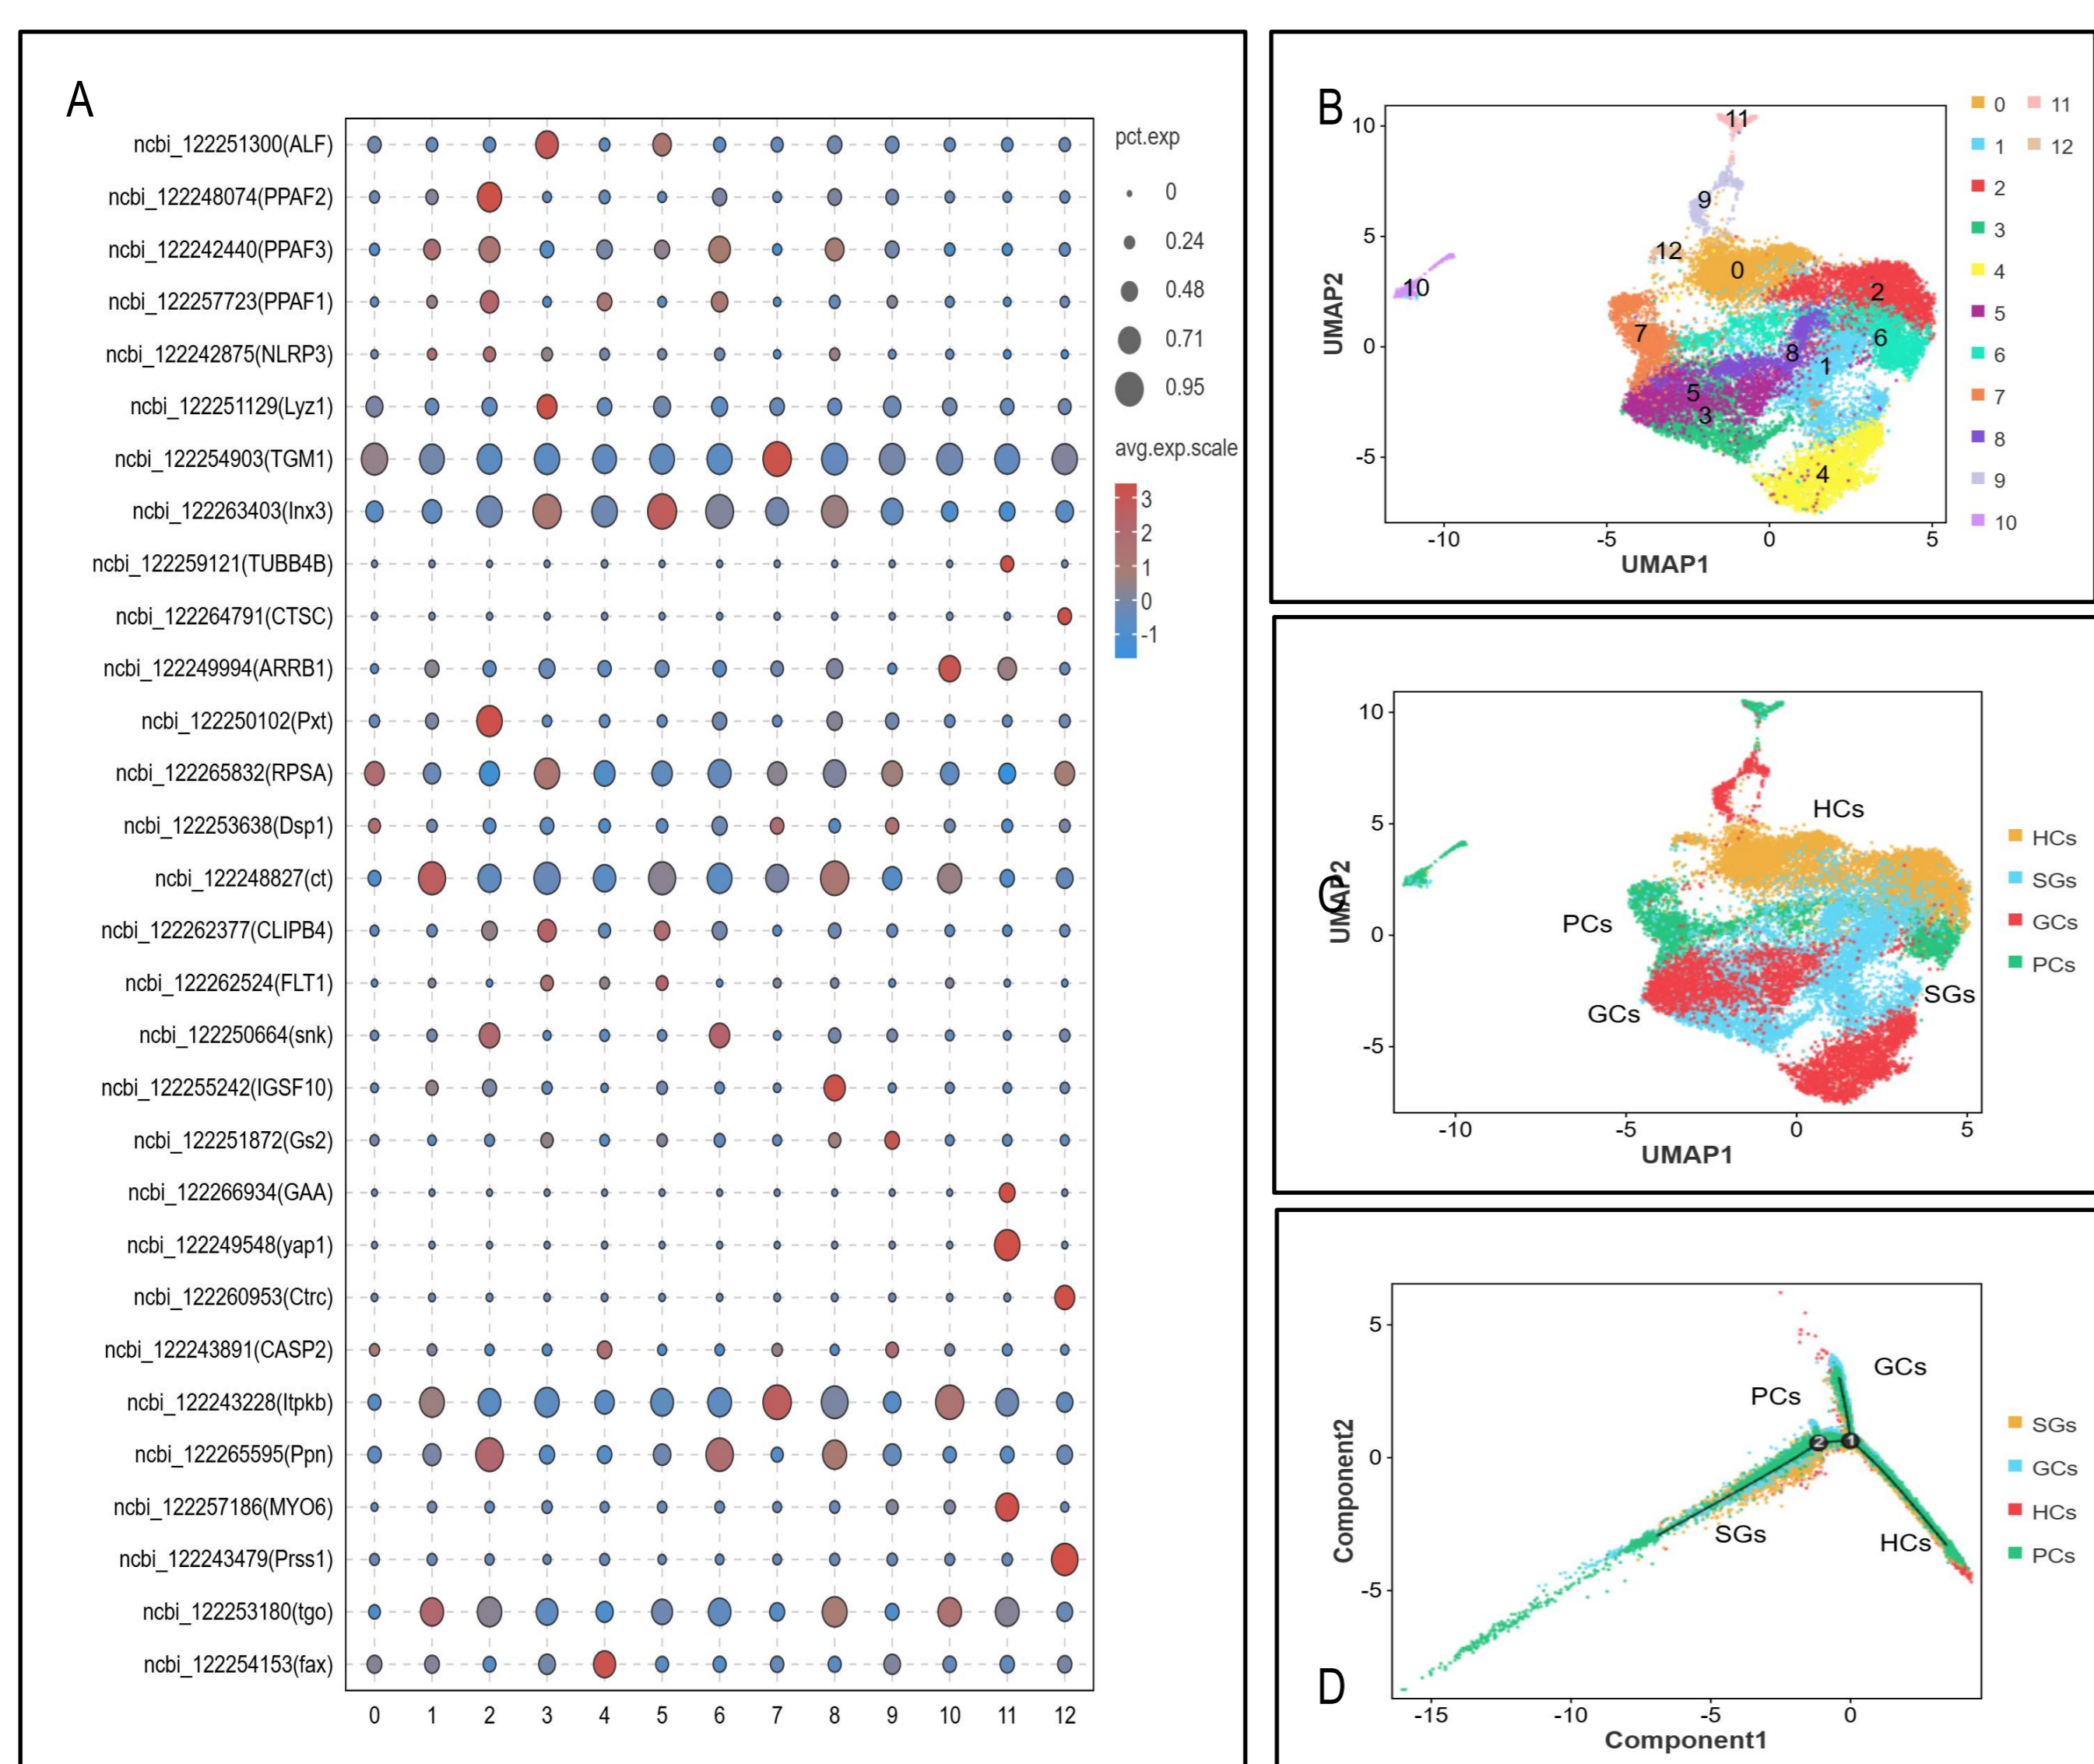 A
ncbi_122251300(ALF)
ncbi_122248074(PPAF2)
ncbi_122242440(PPAF3)
ncbi_122257723(PPAF1)
ncbi_122242875(NLRP3)
ncbi_122251129(Lyz1)
ncbi_122254903(TGM1)
ncbi_122263403(Inx3)
ncbi_122259121(TUBB4B)
ncbi_122264791(CTSC)
ncbi_122249994(ARRB1)
ncbi_122250102(Pxt)
ncbi_122265832(RPSA)
ncbi_122253638(Dsp1)
ncbi_122248827(ct)
ncbi_122262377(CLIPB4)
ncbi_122262524(FLT1)
ncbi_122250664(snk)
ncbi_122255242(IGSF10)
ncbi_122251872(Gs2)
ncbi_122266934(GAA)
ncbi_122249548(yap1)
ncbi_122260953(Ctrc)
ncbi_122243891(CASP2)
ncbi_122243228(Itpkb)
ncbi_122265595(Ppn)
ncbi_122257186(MYO6)
ncbi_122243479(Prss1)
ncbi_122253180(tgo)
ncbi_122254153(fax)
0 1 2 3 4 5 6 7 8 9 10 11 12
pct.exp
0
0.24
0.48
0.71
0.95
avg.exp.scale
3
2
1
0
-1
B
10
5
0
-5
UMAP2
-10 -5 0 5
UMAP1
11
9
12
0
10
2
7
6
8
1
5
3
4
0 11
1 12
2
3
4
5
6
7
8
9
10
C
10
5
0
-5
UMAP2
-10 -5 0 5
UMAP1
HCs
PCs
SGs
GCs
HCs
SGs
GCs
PCs
D
5
0
-5
Component2
-15 -10 -5 0
Component1
GCs
PCs
2 1
SGs
HCs
SGs
GCs
HCs
PCs